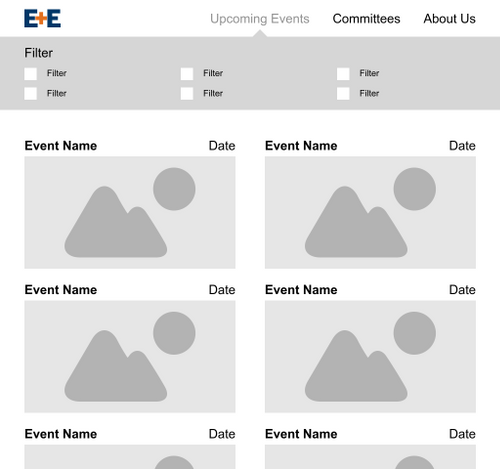 E+E
Upcoming Events Committees About Us
Filter
Filter Filter Filter
Filter Filter Filter
Event Name Date Event Name Date
Event Name Date Event Name Date
Event Name Date Event Name Date